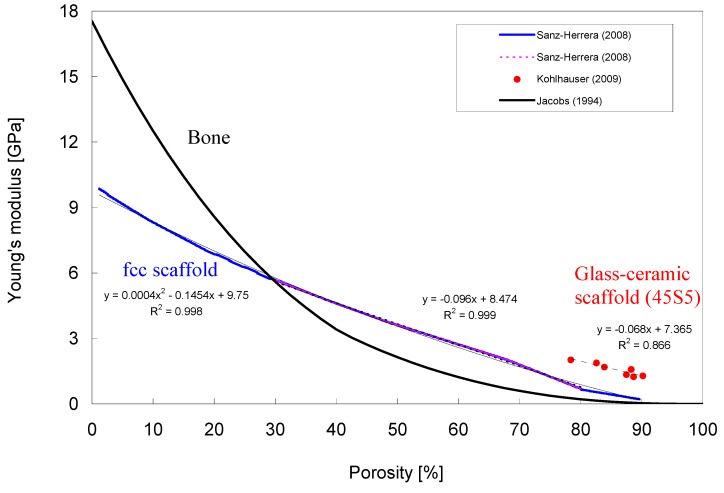 18
15
12
9
6
3
0
Young's modulus [GPa]
Sanz-Herrera (2008)
Sanz-Herrera (2008)
Kohlhauser (2009)
Jacobs (1994)
Bone
fcc scaffold
y = 0.0004x² - 0.1454x + 9.75
R² = 0.998
y = -0.096x + 8.474
R² = 0.999
Glass-ceramic
scaffold (45S5)
y = -0.068x + 7.365
R² = 0.866
0 10 20 30 40 50 60 70 80 90 100
Porosity [%]